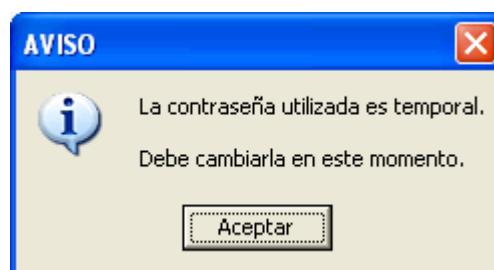 AVISO
La contraseña utilizada es temporal.
Debe cambiarla en este momento.
Aceptar